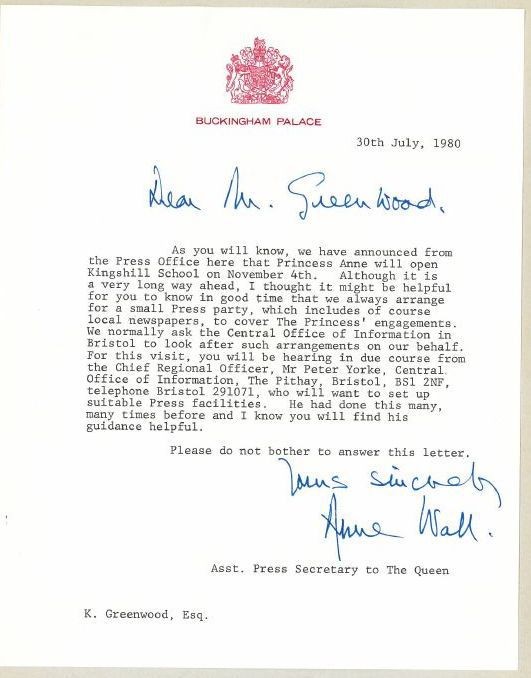 BUCKINGHAM PALACE
30th July, 1980
Dear Mr. Greenwood.
As you will know, we have announced from
the Press Office here that Princess Anne will open
Kingshill School on November 4th. Although it is
a very long way ahead, I thought it might be helpful
for you to know in good time that we always arrange
for a small Press party, which includes of course
local newspapers, to cover The Princess' engagements.
We normally ask the Central Office of Information in
Bristol to look after such arrangements on our behalf.
For this visit, you will be hearing in due course from
the Chief Regional Officer, Mr Peter Yorke, Central
Office of Information, The Pithay, Bristol, BS1 2NF,
telephone Bristol 291071, who will want to set up
suitable Press facilities. He had done this many,
many times before and I know you will find his
guidance helpful.
Please do not bother to answer this letter.
Yours sincerely
Anne Wall.
Asst. Press Secretary to The Queen
K. Greenwood, Esq.